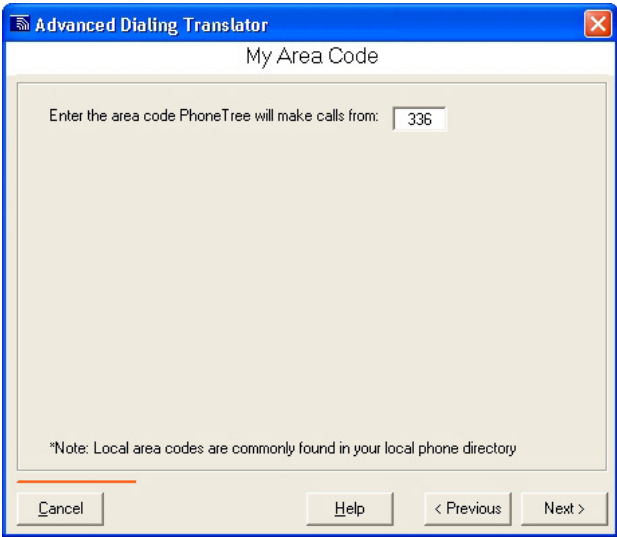 Advanced Dialing Translator
My Area Code
Enter the area code PhoneTree will make calls from: 336
*Note: Local area codes are commonly found in your local phone directory
Cancel Help < Previous Next >